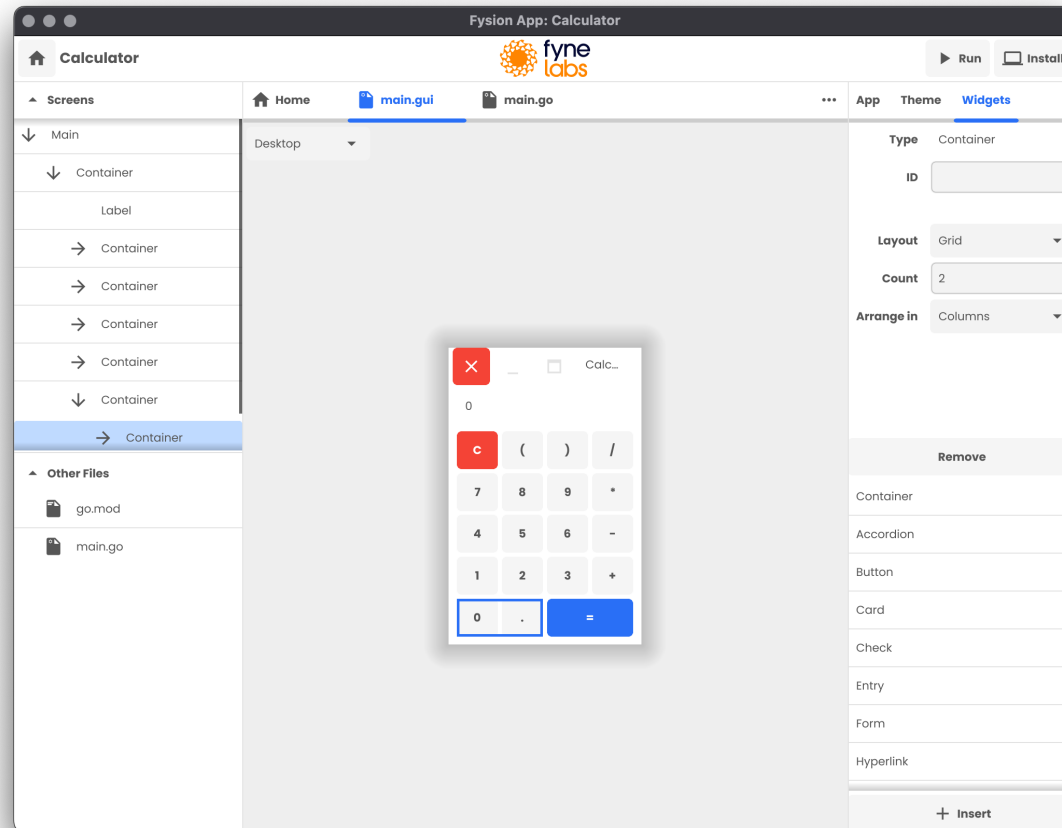 Fysion App: Calculator
Calculator
fyne
labs
Run
Install
Screens
Home
main.gui
main.go
•••
App
Theme
Widgets
Main
Container
Label
Container
Container
Container
Container
Container
Container
Other Files
go.mod
main.go
Desktop
Calc...
0
C ( ) /
7 8 9 *
4 5 6 -
1 2 3 +
0 . =
Type Container
ID
Layout Grid
Count 2
Arrange in Columns
Remove
Container
Accordion
Button
Card
Check
Entry
Form
Hyperlink
+ Insert